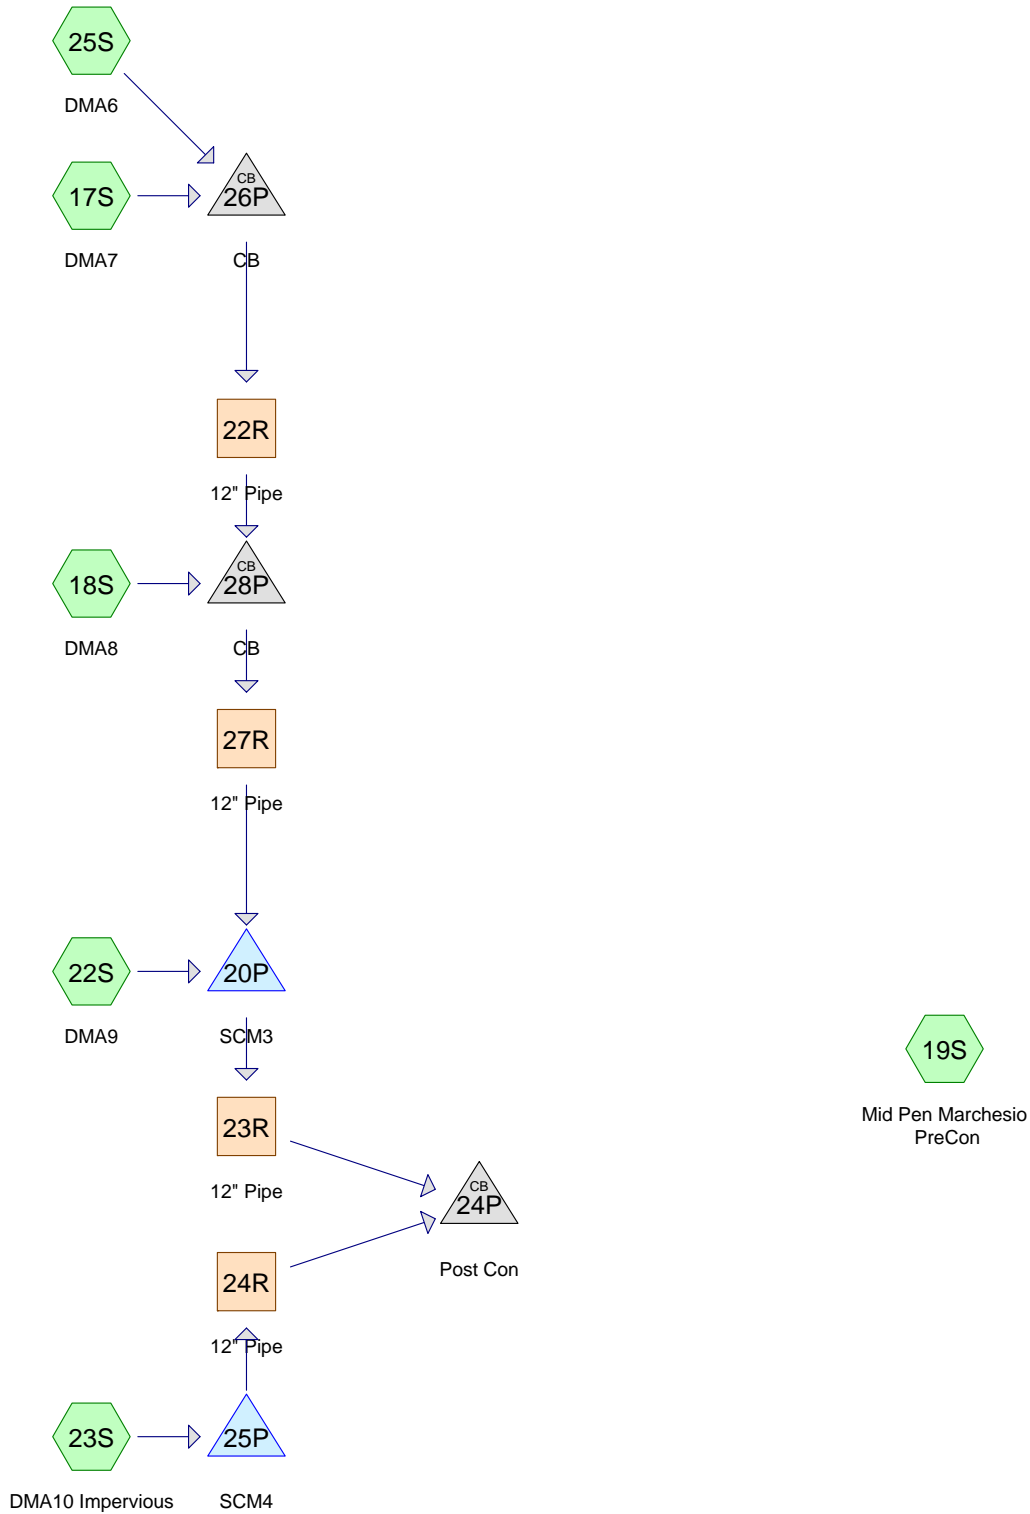 25S
DMA6
17S
DMA7
CB
26P
CB
22R
12" Pipe
18S
DMA8
CB
28P
CB
27R
12" Pipe
22S
DMA9
20P
SCM3
19S
Mid Pen Marchesio
PreCon
23R
12" Pipe
CB
24P
Post Con
24R
12" Pipe
23S
DMA10 Impervious
25P
SCM4